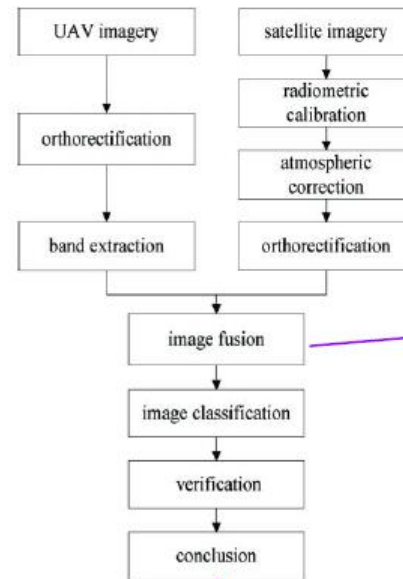 UAV imagery
satellite imagery
radiometric
calibration
orthorectification
atmospheric
correction
band extraction
orthorectification
image fusion
image classification
verification
conclusion